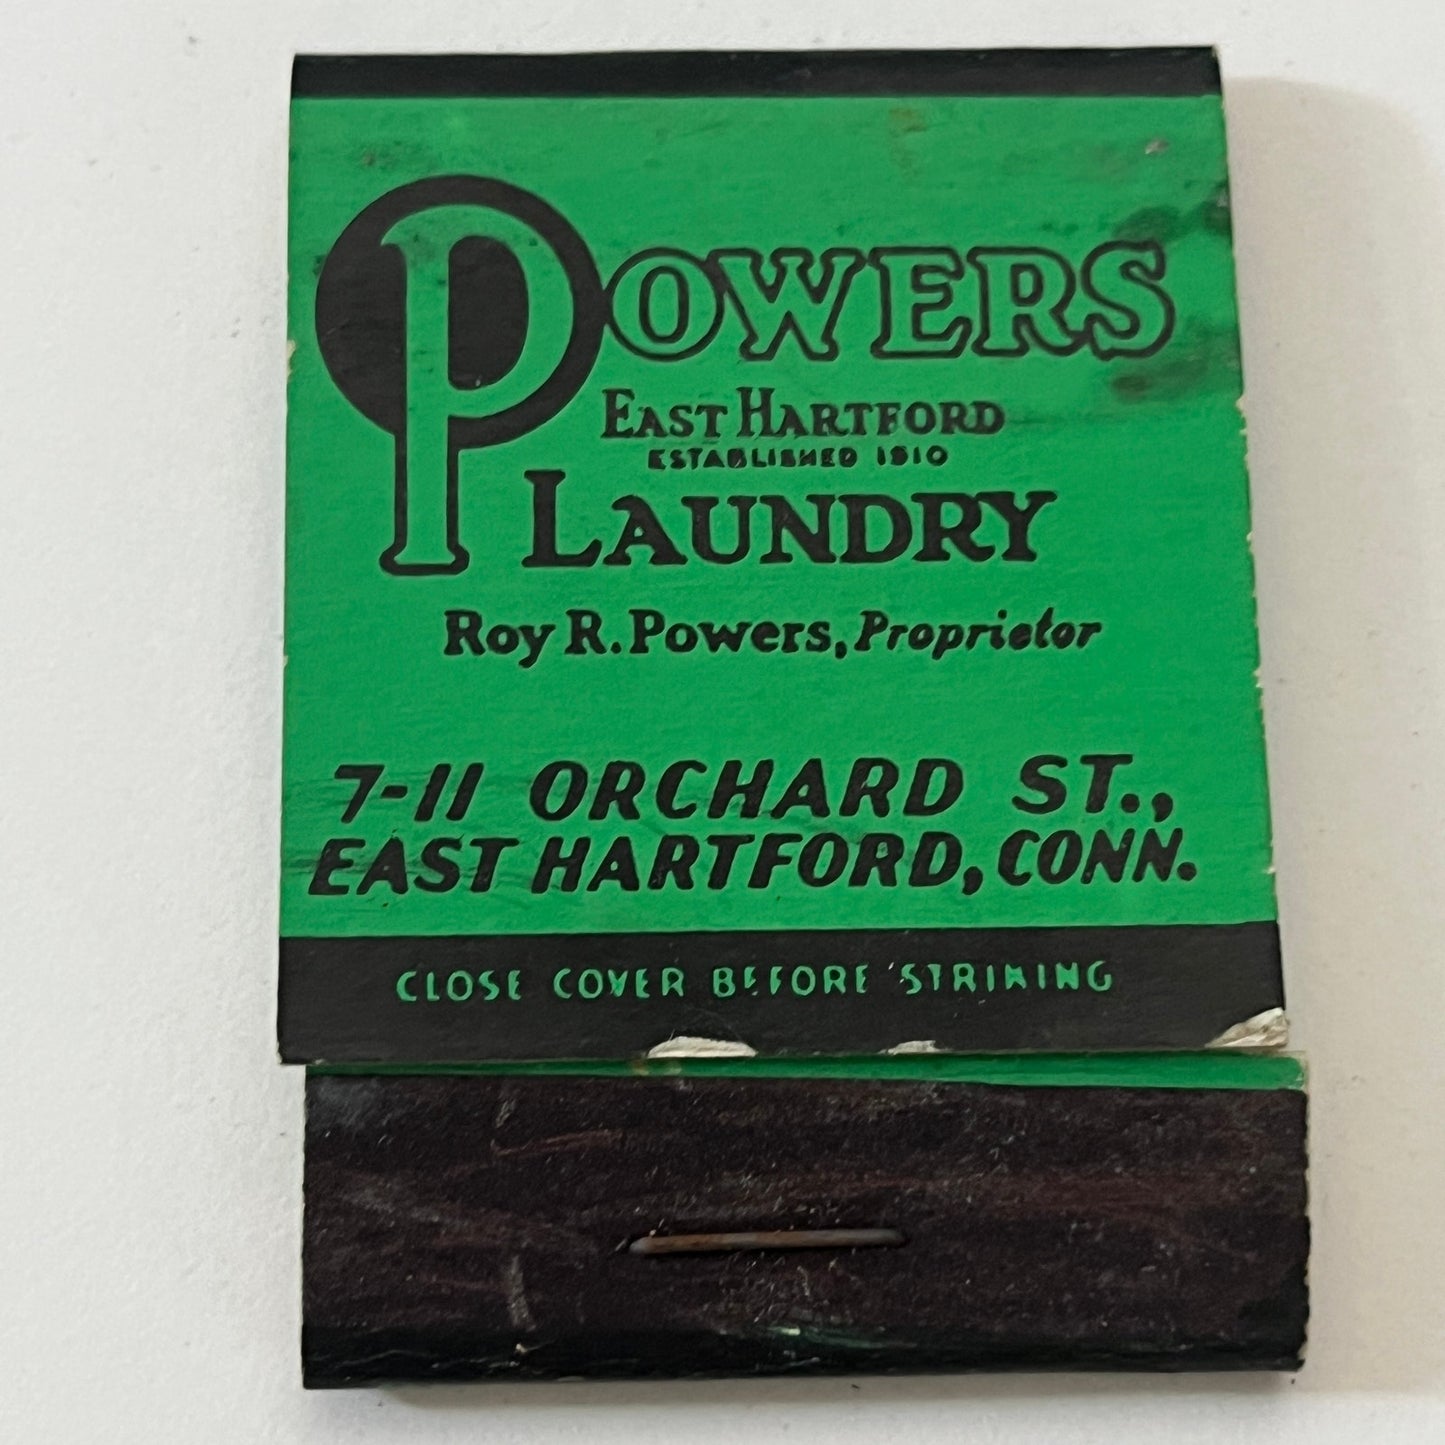 POWERS
EAST HARTFORD
ESTABLISHED 1910
LAUNDRY
Roy R. Powers, Proprietor
7-11 ORCHARD ST.,
EAST HARTFORD, CONN.
CLOSE COVER BEFORE STRIKING